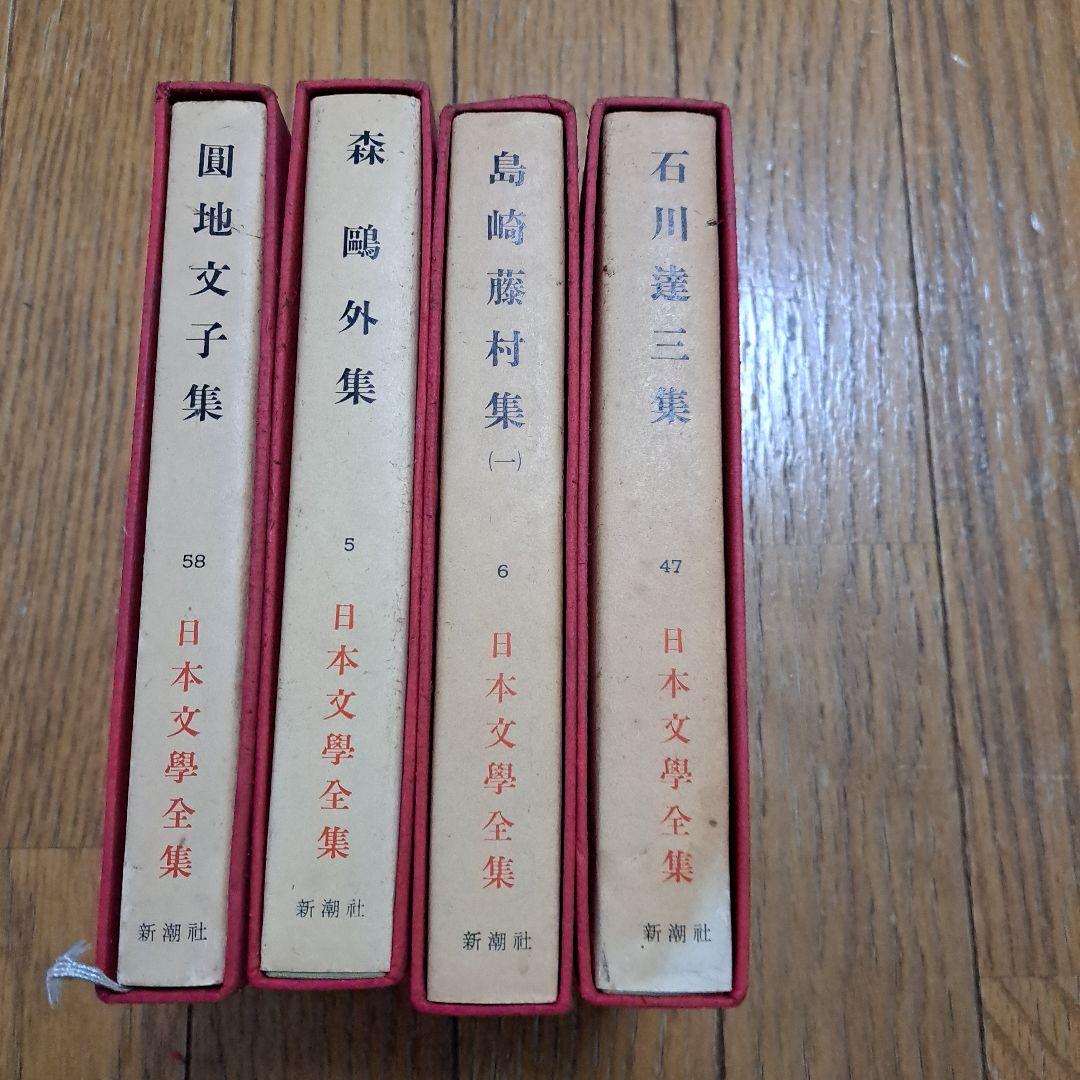 圓地文子集
58
日本文學全集
新潮社
森鷗外集
5
日本文學全集
新潮社
島崎藤村集
(一)
6
日本文學全集
新潮社
石川達三集
47
日本文學全集
新潮社